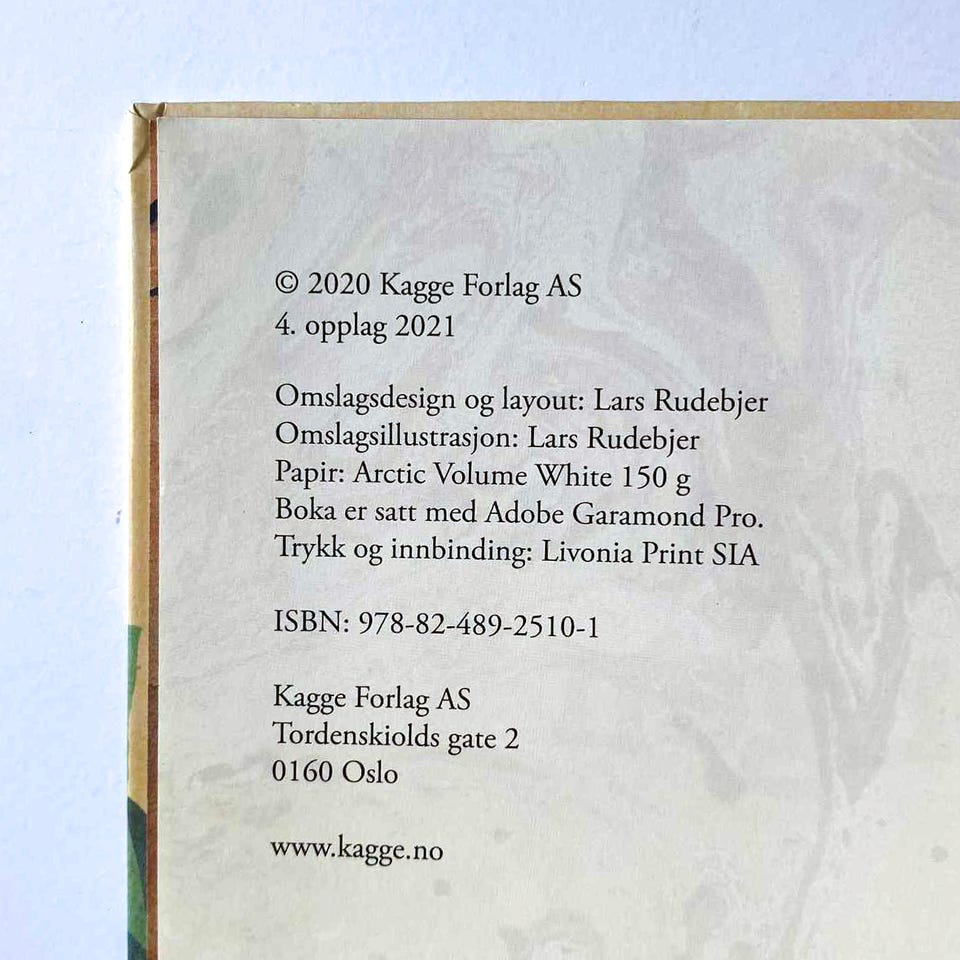 © 2020 Kagge Forlag AS
4. opplag 2021
Omslagsdesign og layout: Lars Rudebjer
Omslagsillustrasjon: Lars Rudebjer
Papir: Arctic Volume White 150 g
Boka er satt med Adobe Garamond Pro.
Trykk og innbinding: Livonia Print SIA
ISBN: 978-82-489-2510-1
Kagge Forlag AS
Tordenskiolds gate 2
0160 Oslo
www.kagge.no